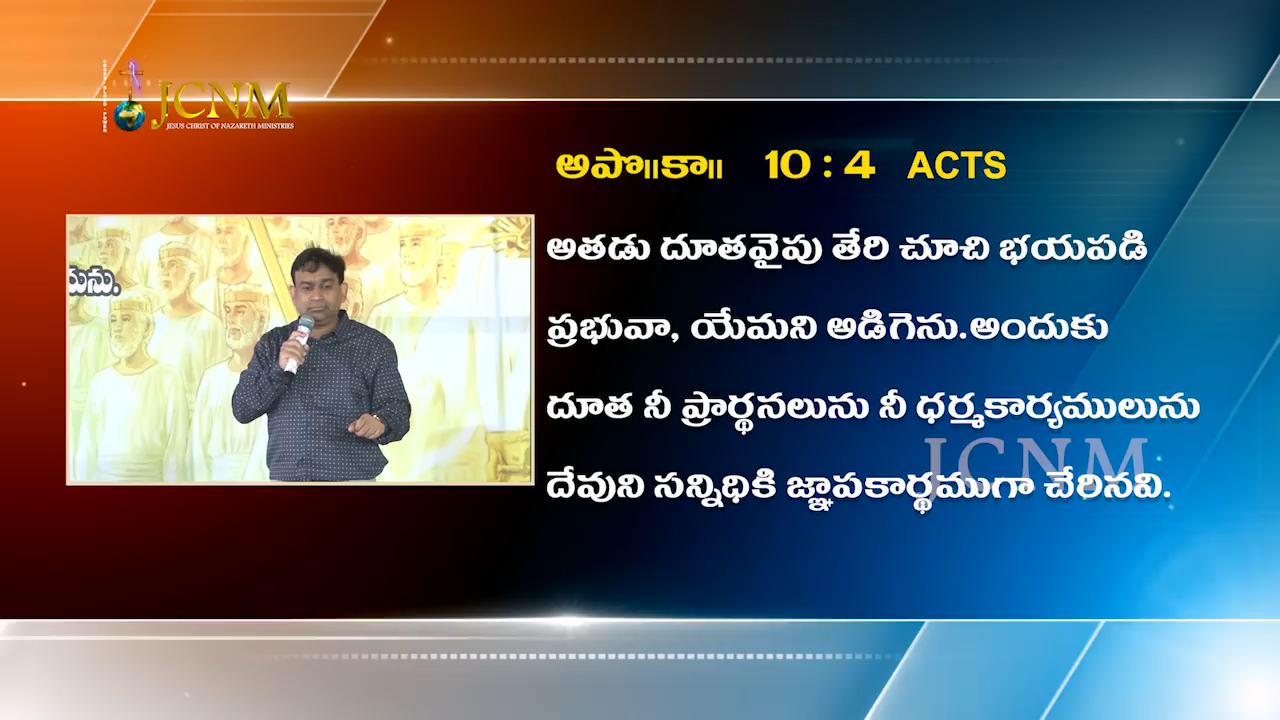 JCNM
JESUS CHRIST OF NAZARETH MINISTRIES
అపొ॥కా॥ 10 : 4 ACTS
అతడు దూతవైపు తేరి చూచి భయపడి
ప్రభువా, యేమని అడిగెను.అందుకు
దూత నీ ప్రార్థనలును నీ ధర్మకార్యములును
దేవుని సన్నిధికి జ్ఞాపకార్థముగా చేరినవి.
JCNM